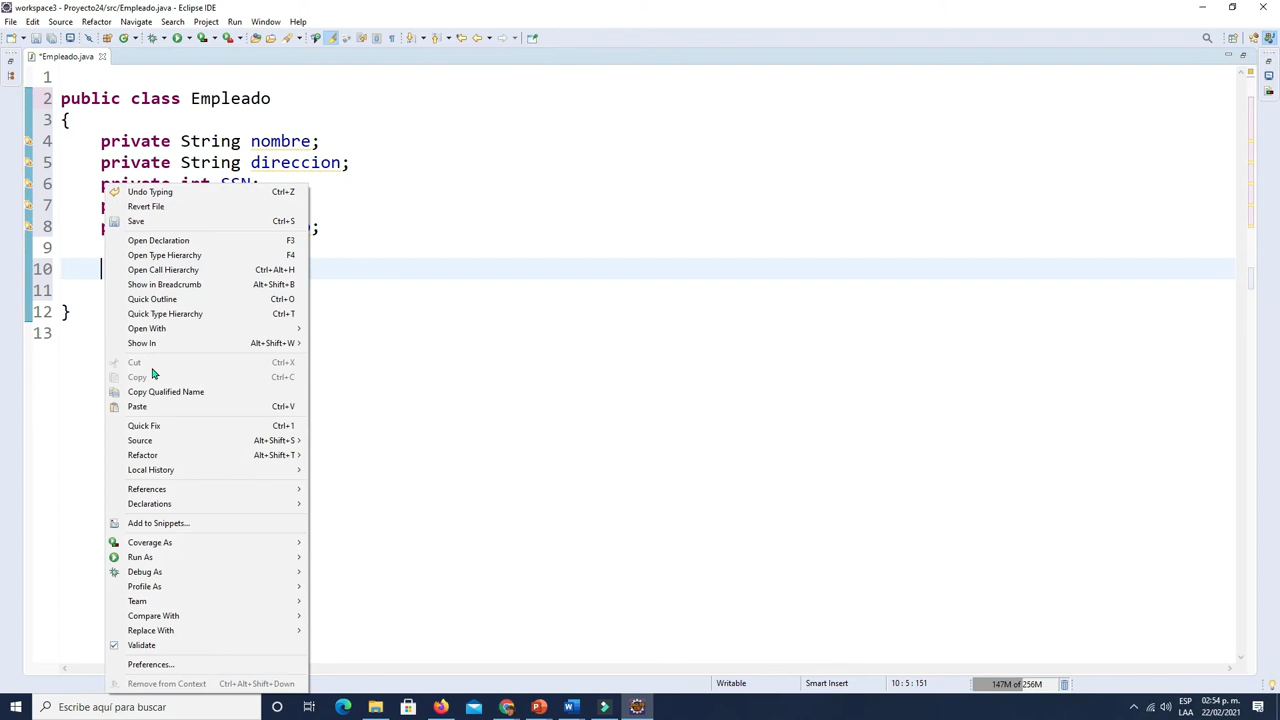 workspace3 - Proyecto24/src/Empleado.java - Eclipse IDE
File Edit Source Refactor Navigate Search Project Run Window Help
*Empleado.java
1
2 public class Empleado
3 {
4 private String nombre;
5 private String direccion;
6 private int SSN;
7 p
8 p ;
9
10
11
12 }
13
Undo Typing Ctrl+Z
Revert File
Save Ctrl+S
Open Declaration F3
Open Type Hierarchy F4
Open Call Hierarchy Ctrl+Alt+H
Show in Breadcrumb Alt+Shift+B
Quick Outline Ctrl+O
Quick Type Hierarchy Ctrl+T
Open With
Show In Alt+Shift+W
Cut Ctrl+X
Copy Ctrl+C
Copy Qualified Name
Paste Ctrl+V
Quick Fix Ctrl+1
Source Alt+Shift+S
Refactor Alt+Shift+T
Local History
References
Declarations
Add to Snippets...
Coverage As
Run As
Debug As
Profile As
Team
Compare With
Replace With
Validate
Preferences...
Remove from Context Ctrl+Alt+Shift+Down
Writable Smart Insert 10 : 5 : 151 147M of 256M
Escribe aquí para buscar
ESP 02:54 p. m.
LAA 22/02/2021